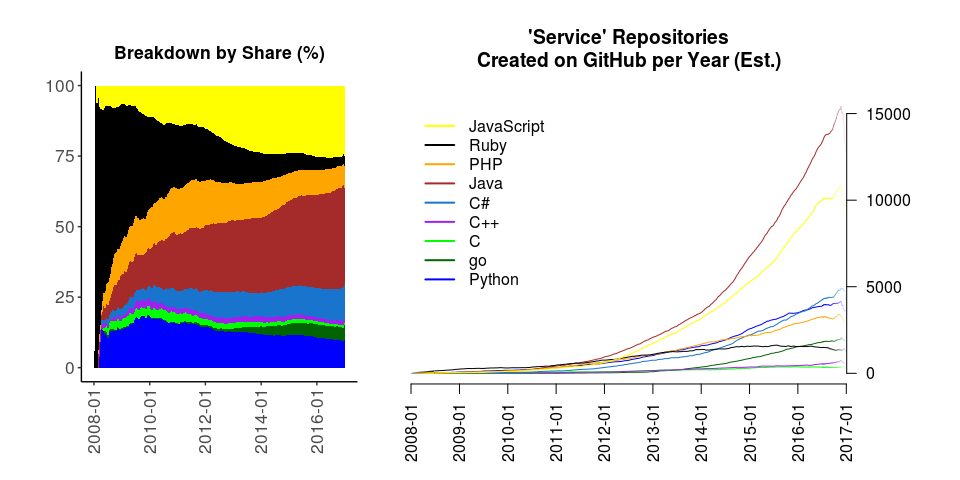 Breakdown by Share (%)
100
75
50
25
0
2008-01
2010-01
2012-01
2014-01
2016-01
'Service' Repositories
Created on GitHub per Year (Est.)
JavaScript
Ruby
PHP
Java
C#
C++
C
go
Python
15000
10000
5000
0
2008-01
2009-01
2010-01
2011-01
2012-01
2013-01
2014-01
2015-01
2016-01
2017-01